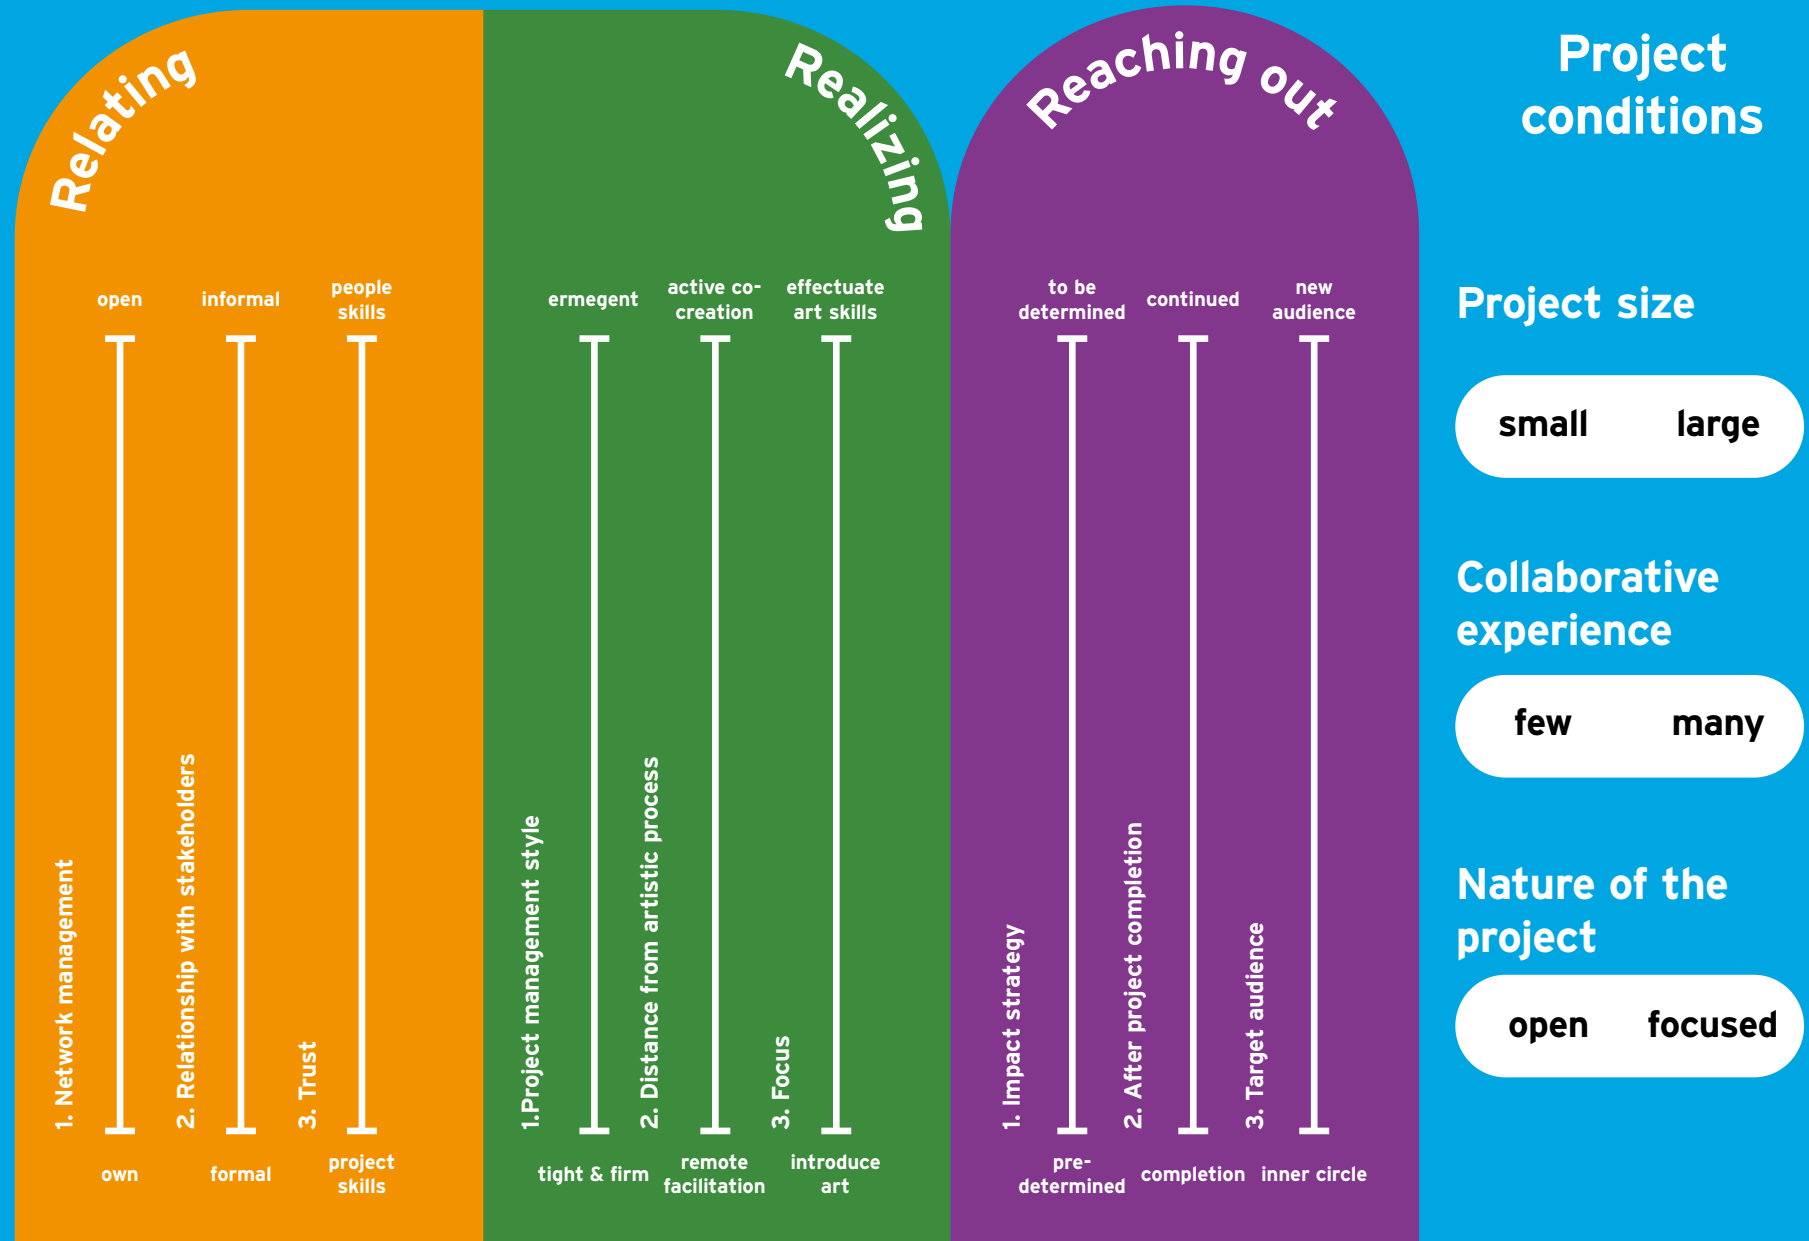 Relating
open
informal
people
skills
1. Network management
2. Relationship with stakeholders
3. Trust
own
formal
project
skills
Realizing
ermegent
active co-
creation
effectuate
art skills
1.Project management style
2. Distance from artistic process
3. Focus
tight & firm
remote
facilitation
introduce
art
Reaching out
to be
determined
continued
new
audience
1. Impact strategy
2. After project completion
3. Target audience
pre-
determined
completion
inner circle
Project
conditions
Project size
small large
Collaborative
experience
few many
Nature of the
project
open focused